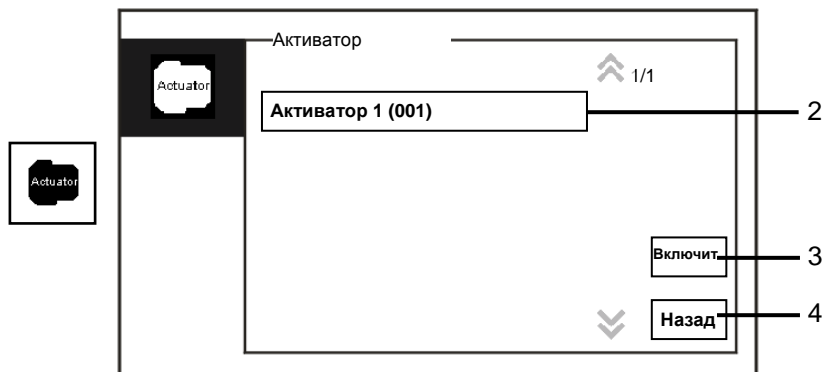 Активатор
Actuator
1/1
Активатор 1 (001)
2
Actuator
Включит
3
Назад
4